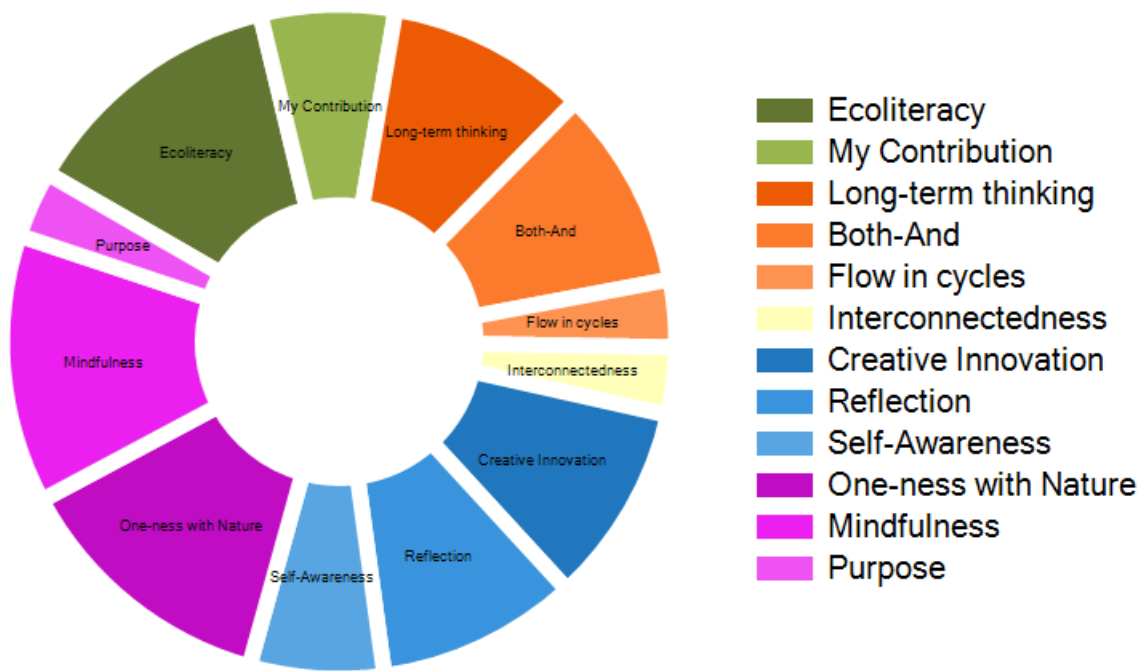 My Contribution
Long-term thinking
Ecoliteracy
Both-And
Purpose
Flow in cycles
Mindfulness
Interconnectedness
Creative Innovation
One-ness with Nature
Reflection
Self-Awareness
Ecoliteracy
My Contribution
Long-term thinking
Both-And
Flow in cycles
Interconnectedness
Creative Innovation
Reflection
Self-Awareness
One-ness with Nature
Mindfulness
Purpose